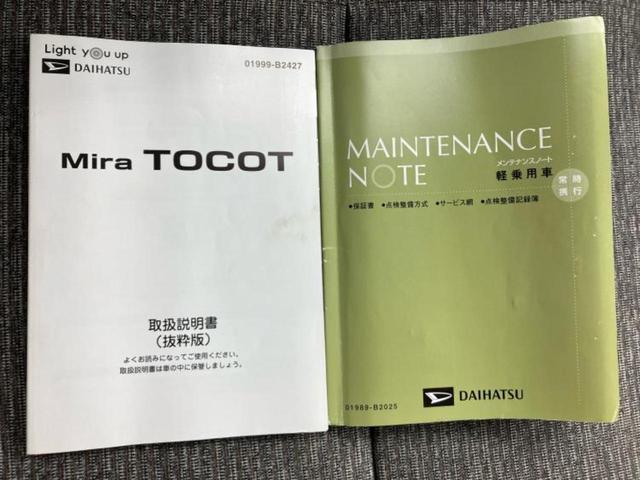 Light you up
DAIHATSU
01999-B2427
Mira TOCOT
取扱説明書
(抜粋版)
よくお読みになってご使用ください。
取扱説明書は車の中に保管しましょう。
MAINTENANCE
NOTE
メンテナンスノート
軽乗用車
常時
携行
●保証書 ●点検整備方式 ●サービス網 ●点検整備記録簿
DAIHATSU
01989-B2025